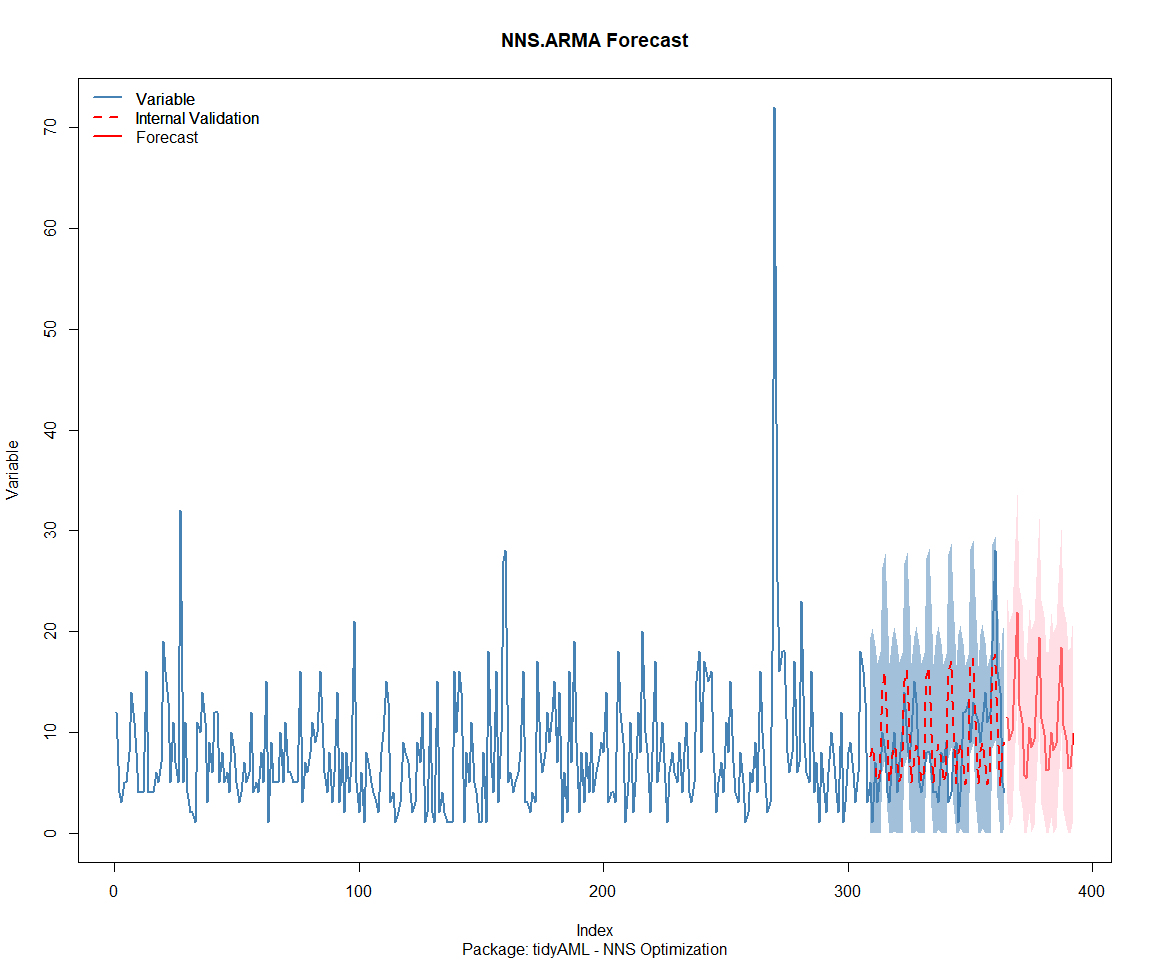 NNS.ARMA Forecast
Variable
Internal Validation
Forecast
70
60
50
40
30
20
10
0
Variable
0
100
200
300
400
Index
Package: tidyAML - NNS Optimization